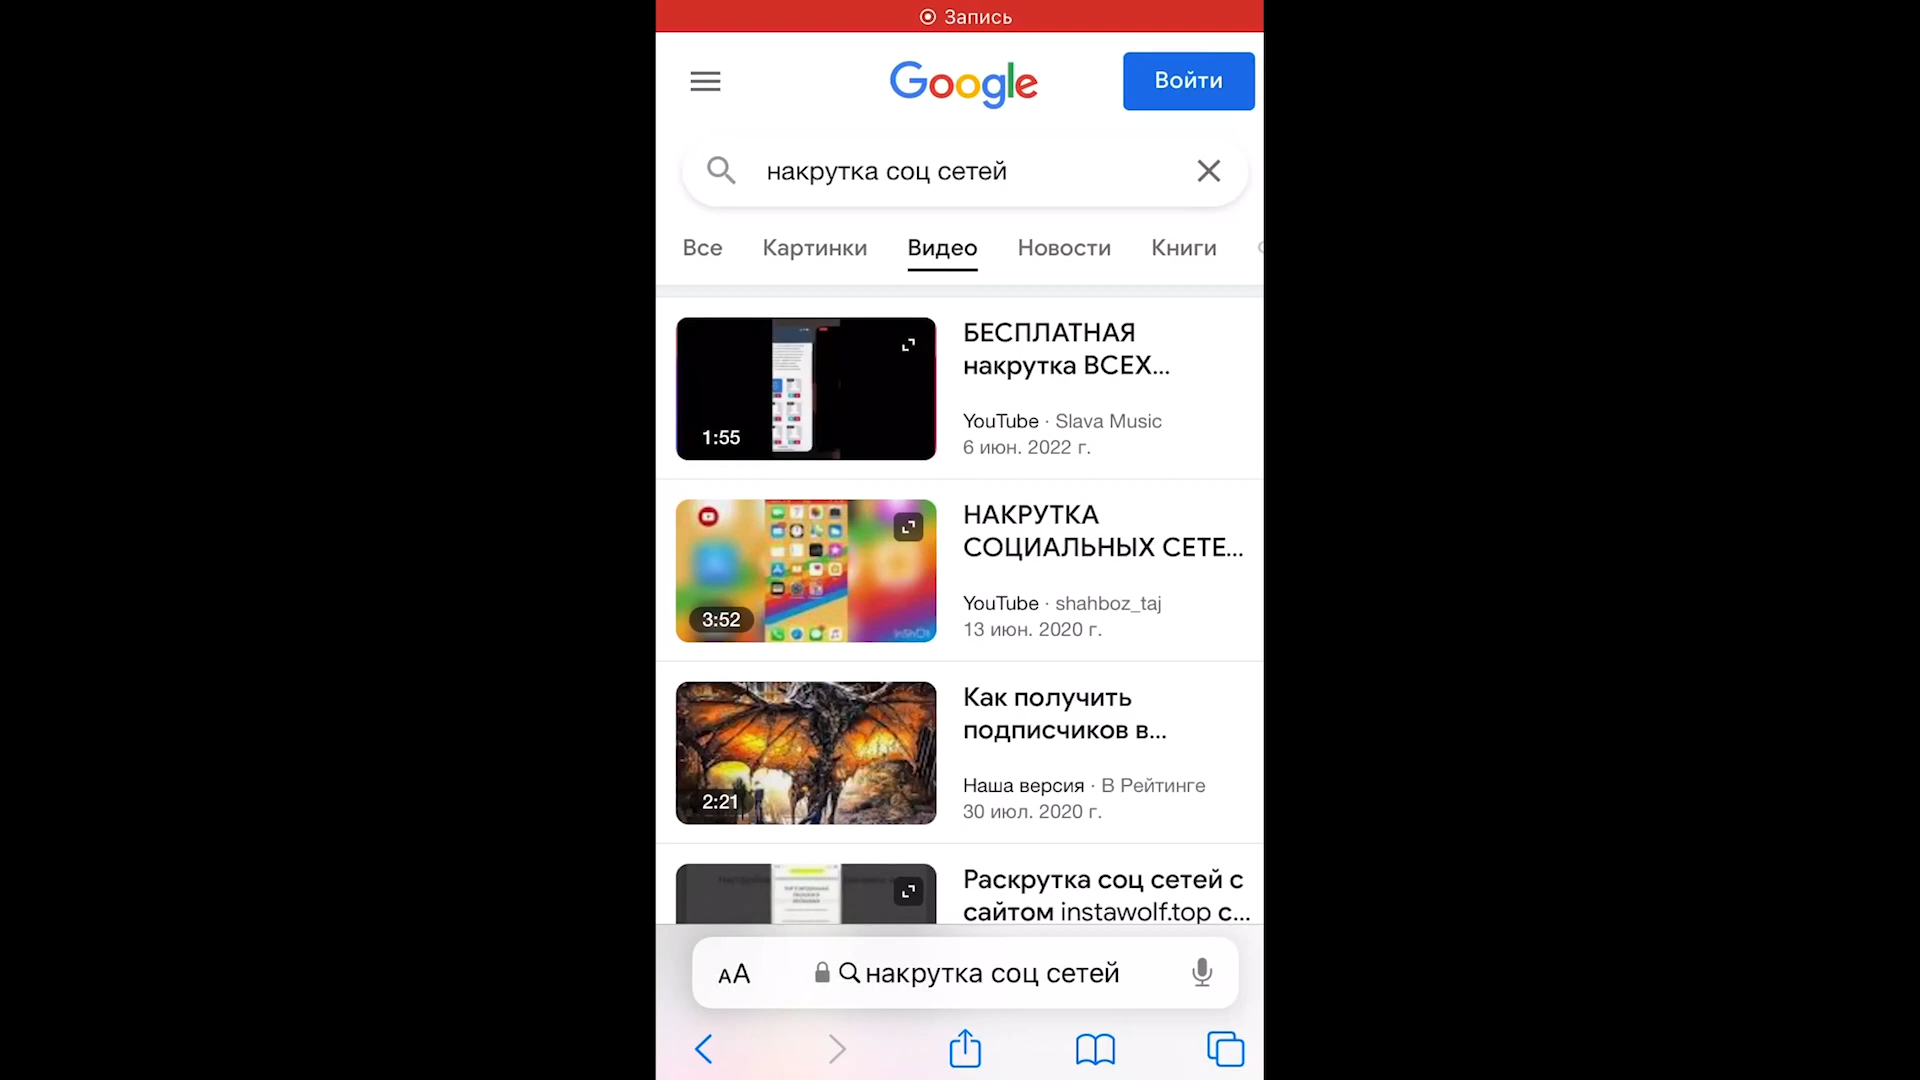 Запись
Google
Войти
накрутка соц сетей
Все Картинки Видео Новости Книги
БЕСПЛАТНАЯ
накрутка ВСЕХ...
YouTube · Slava Music
6 июн. 2022 г.
1:55
НАКРУТКА
СОЦИАЛЬНЫХ СЕТЕ...
YouTube · shahboz_taj
13 июн. 2020 г.
3:52
InShOt
Как получить
подписчиков в...
Наша версия · В Рейтинге
30 июл. 2020 г.
2:21
Раскрутка соц сетей с
сайтом instawolf.top с...
AA накрутка соц сетей